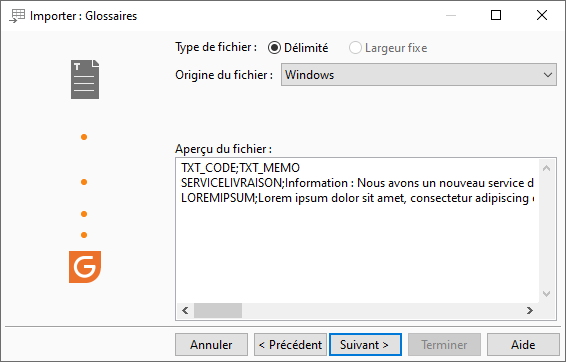 Importer : Glossaires
Type de fichier : Délimité Largeur fixe
Origine du fichier : Windows
Aperçu du fichier :
TXT_CODE;TXT_MEMO
SERVICELIVRAISON;Information : Nous avons un nouveau service d
LOREMIPSUM;Lorem ipsum dolor sit amet, consectetur adipiscing
Annuler < Précédent Suivant > Terminer Aide